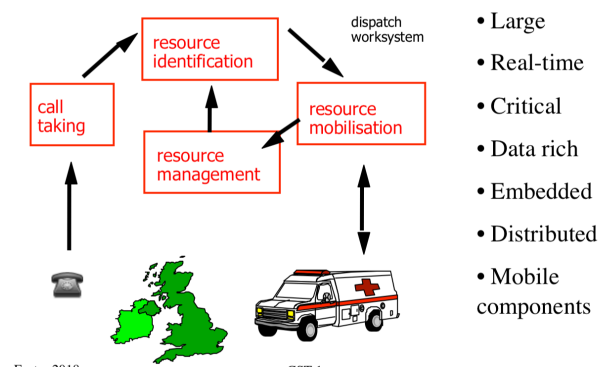 dispatch
worksystem
resource
identification
call
taking
resource
mobilisation
resource
management
• Large
• Real-time
• Critical
• Data rich
• Embedded
• Distributed
• Mobile
components